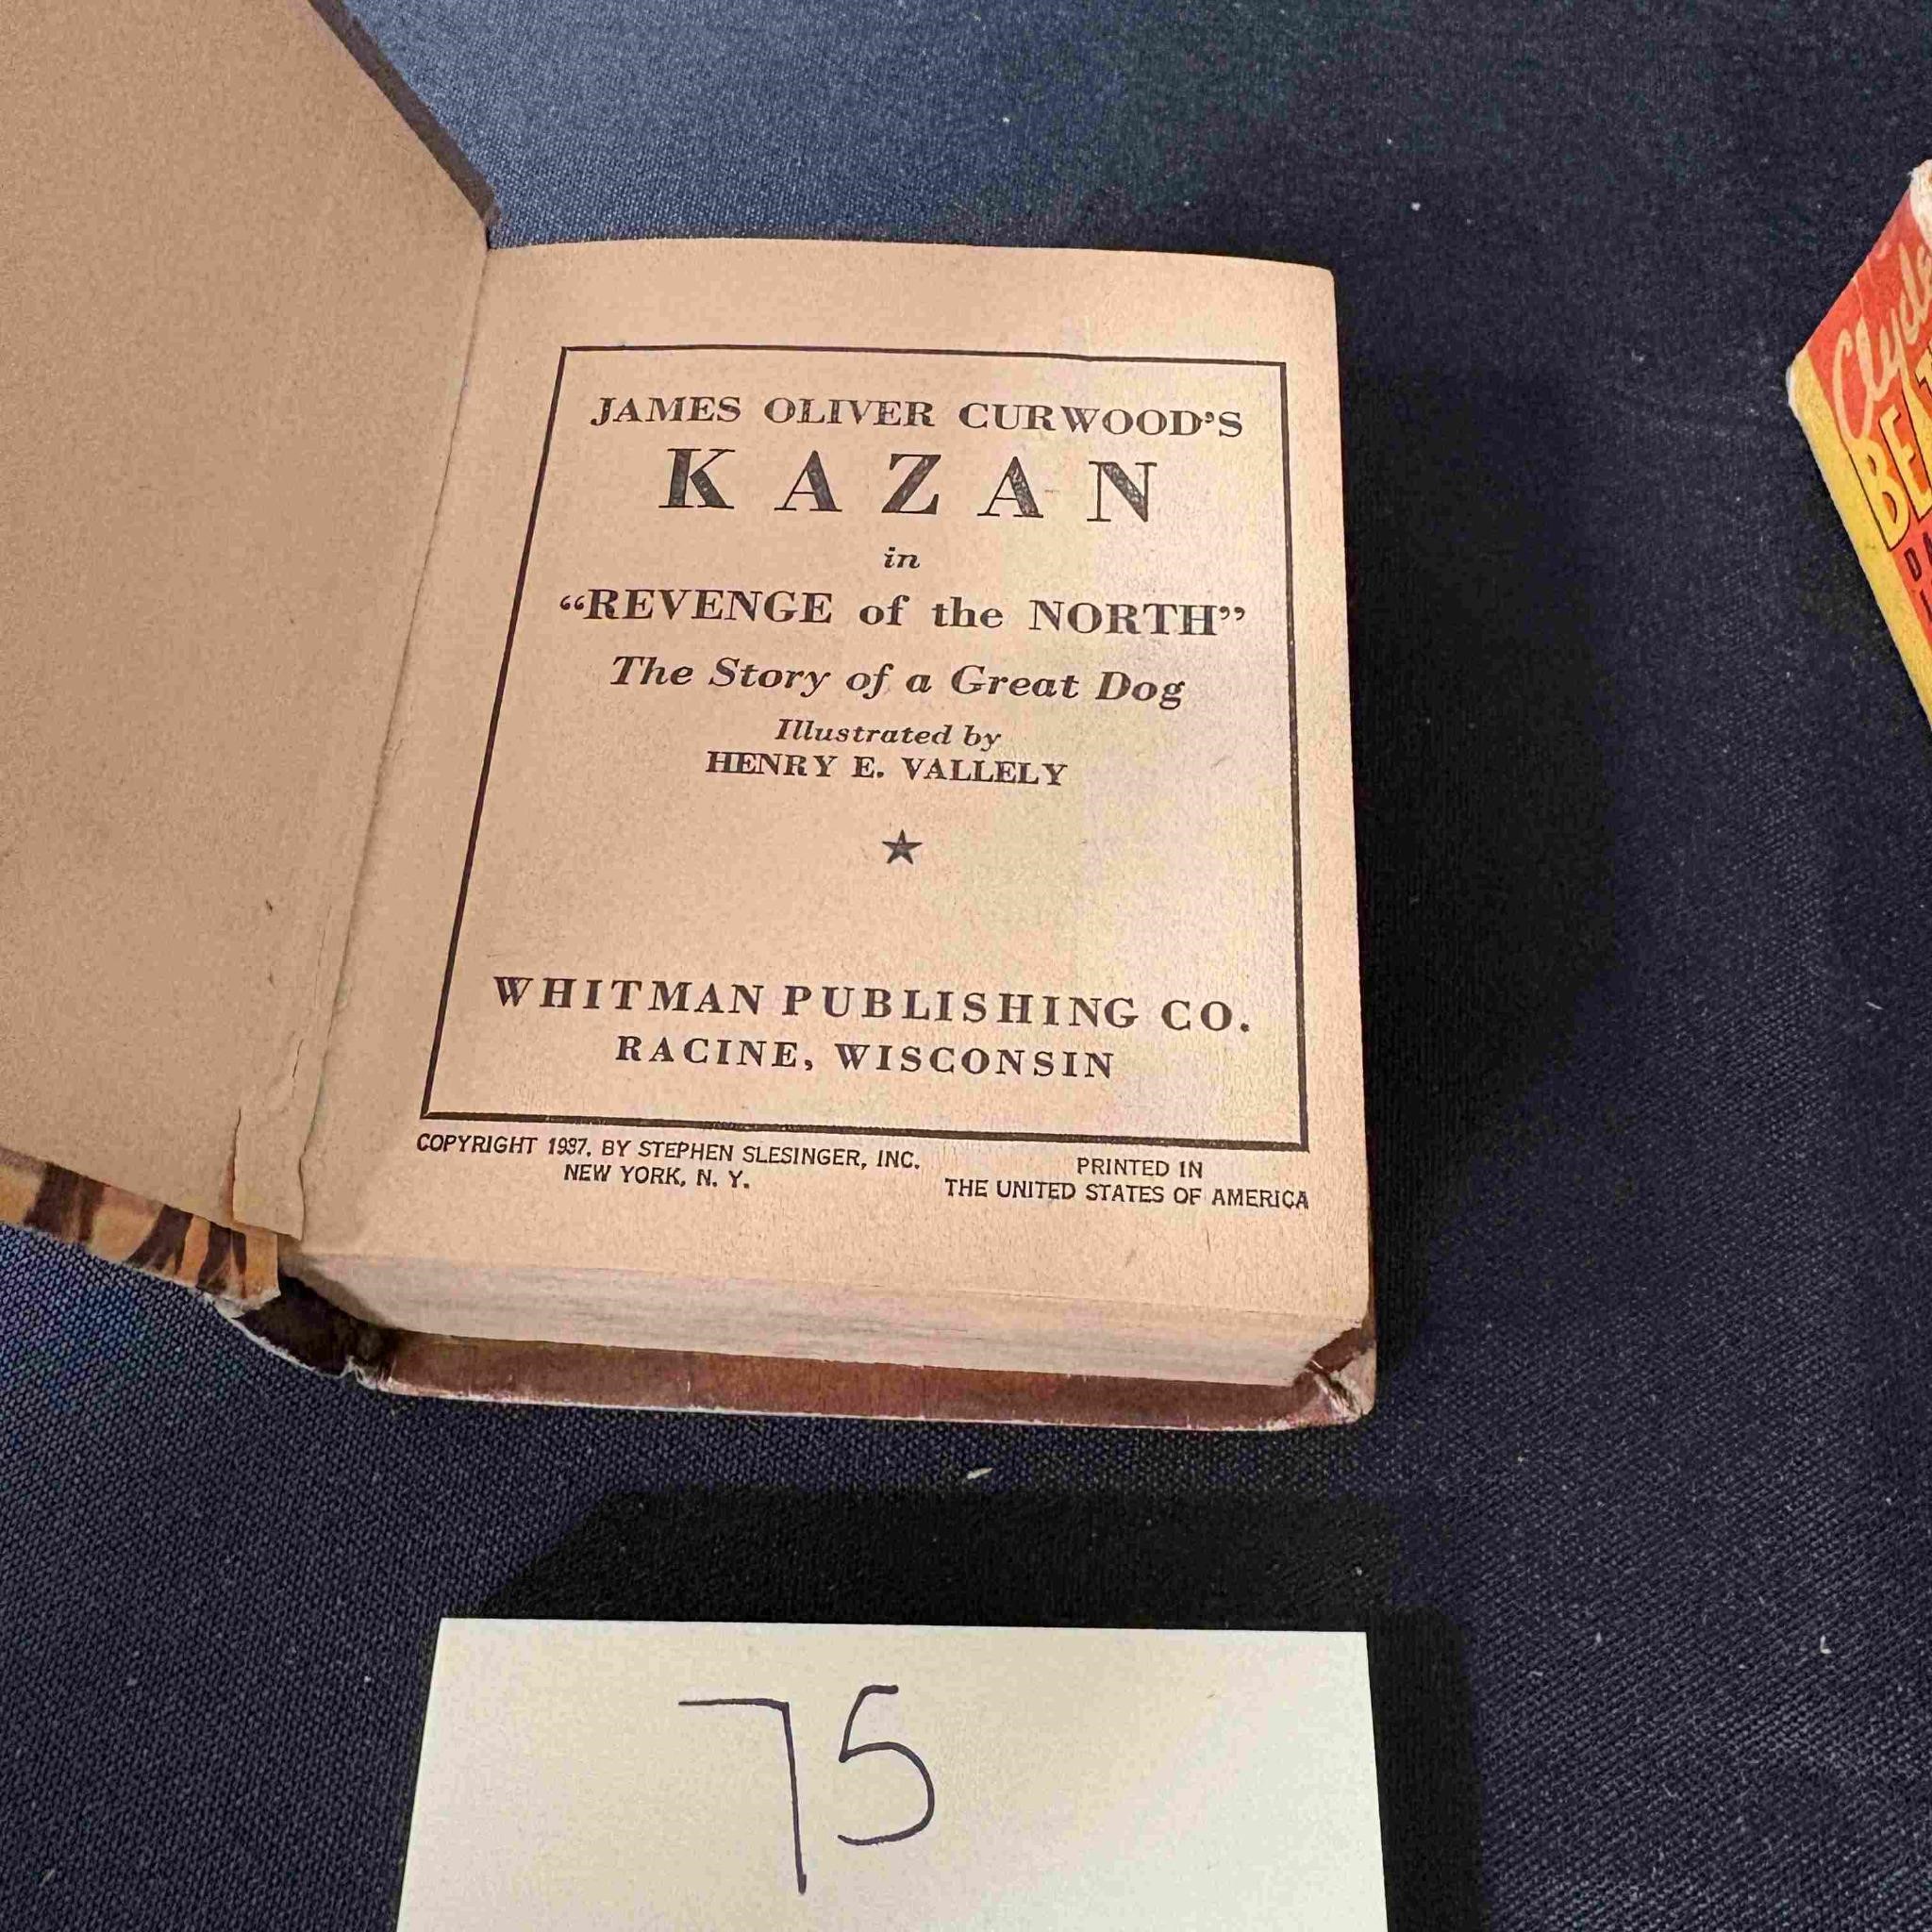 JAMES OLIVER CURWOOD'S
KAZAN
in
“REVENGE of the NORTH”
The Story of a Great Dog
Illustrated by
HENRY E. VALLELY
WHITMAN PUBLISHING CO.
RACINE, WISCONSIN
COPYRIGHT 1937, BY STEPHEN SLESINGER, INC.
NEW YORK, N. Y.
PRINTED IN
THE UNITED STATES OF AMERICA
75